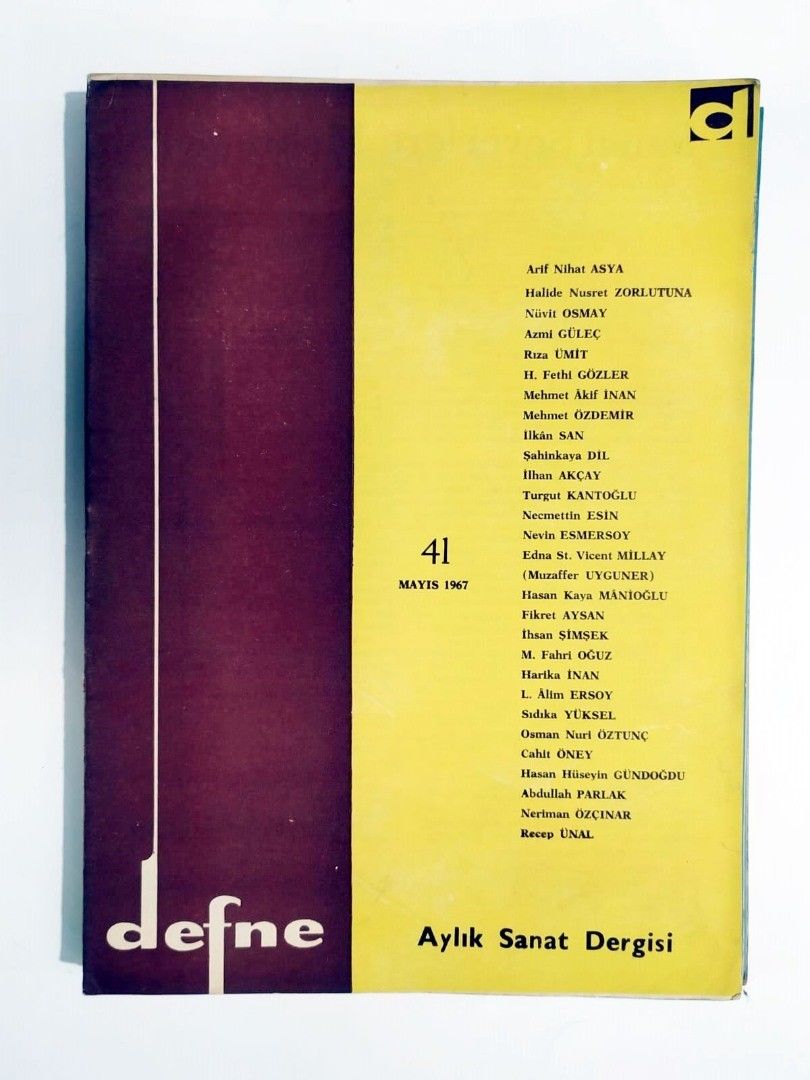 d
Arif Nihat ASYA
Halide Nusret ZORLUTUNA
Nüvit OSMAY
Azmi GÜLEÇ
Rıza ÜMİT
H. Fethi GÖZLER
Mehmet Âkif İNAN
Mehmet ÖZDEMİR
İlkân SAN
Şahinkaya DİL
İlhan AKÇAY
Turgut KANTOĞLU
Necmettin ESİN
Nevin ESMERSOY
Edna St. Vicent MİLLAY
(Muzaffer UYGUNER)
Hasan Kaya MÂNİOĞLU
Fikret AYSAN
İhsan ŞİMŞEK
M. Fahri OĞUZ
Harika İNAN
L. Âlim ERSOY
Sıdıka YÜKSEL
Osman Nuri ÖZTUNÇ
Cahit ÖNEY
Hasan Hüseyin GÜNDOĞDU
Abdullah PARLAK
Neriman ÖZÇINAR
Recep ÜNAL
41
MAYIS 1967
defne
Aylık Sanat Dergisi